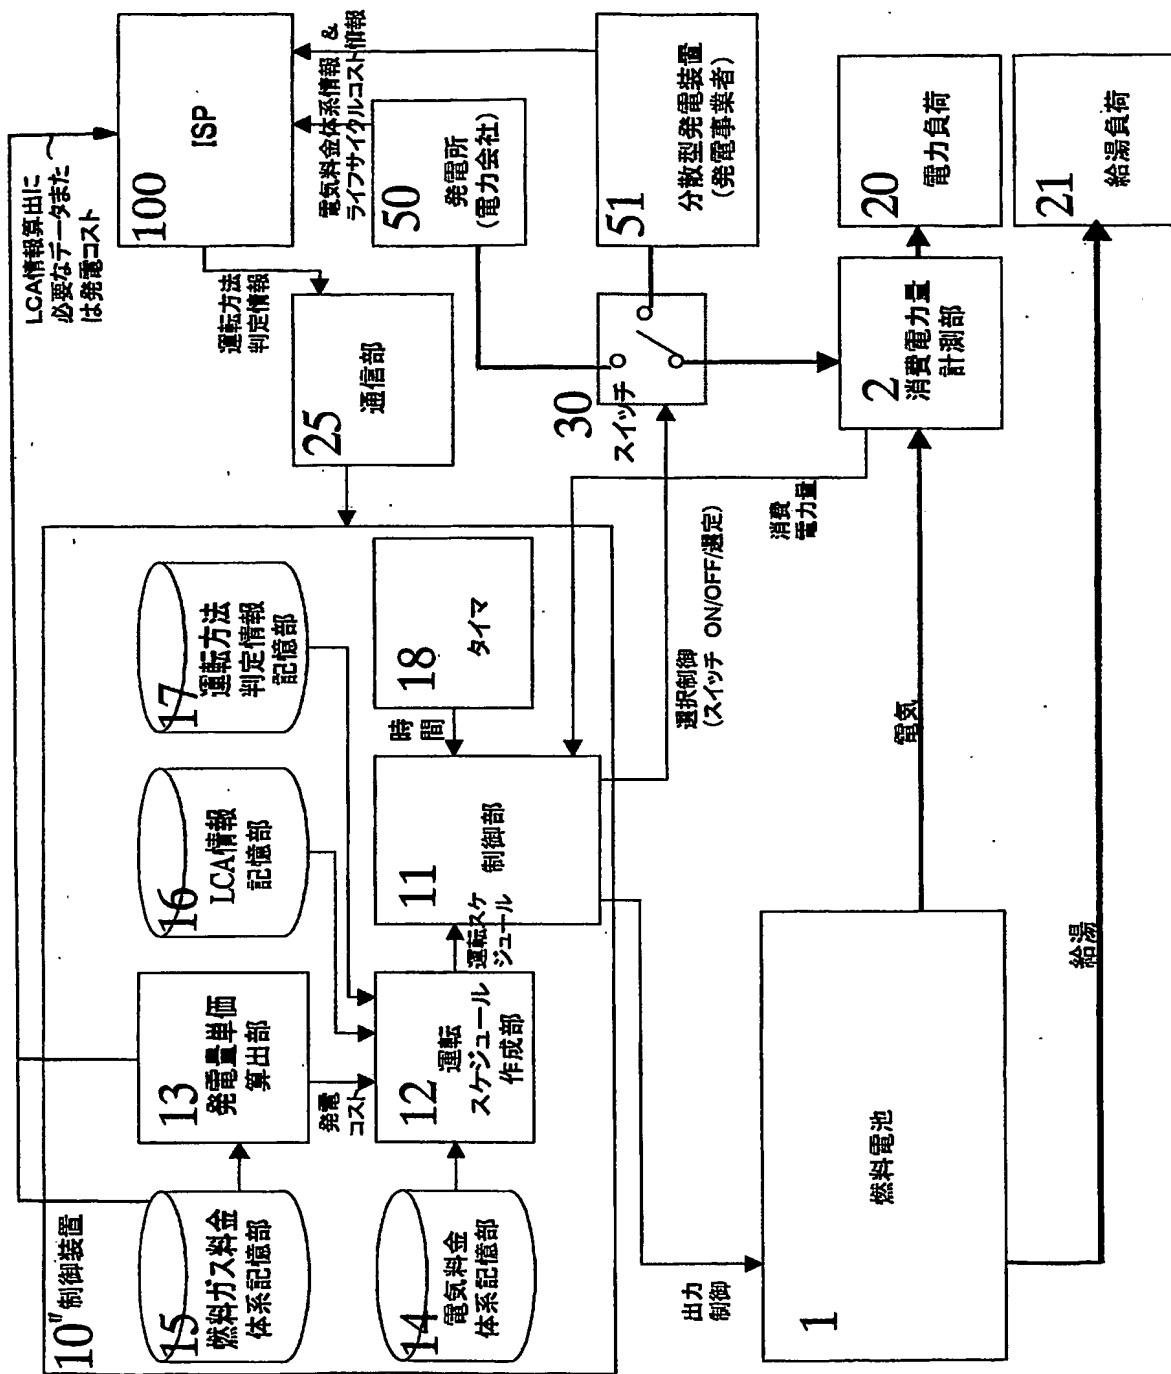 10" 制御装置
15
燃料ガス料金
体系記憶部
13
発電量単価
算出部
16
LCA情報
記憶部
17
運転方法
判定情報
記憶部
14
電気料金
体系記憶部
発電
コスト
12
運転
スケジュール
作成部
運転スケ
ジュール
11
制御部
時間
18
タイマ
LCA情報算出に
必要なデータまた
は発電コスト
100
ISP
運転方法
判定情報
25
通信部
電気料金体系情報 &
ライフサイクルコスト情報
50
発電所
(電力会社)
51
分散型発電装置
(発電事業者)
30
スイッチ
選択制御
(スイッチ ON/OFF/選定)
消費
電力量
2
消費電力量
計測部
20
電力負荷
21
給湯負荷
出力
制御
1
燃料電池
電気
給湯